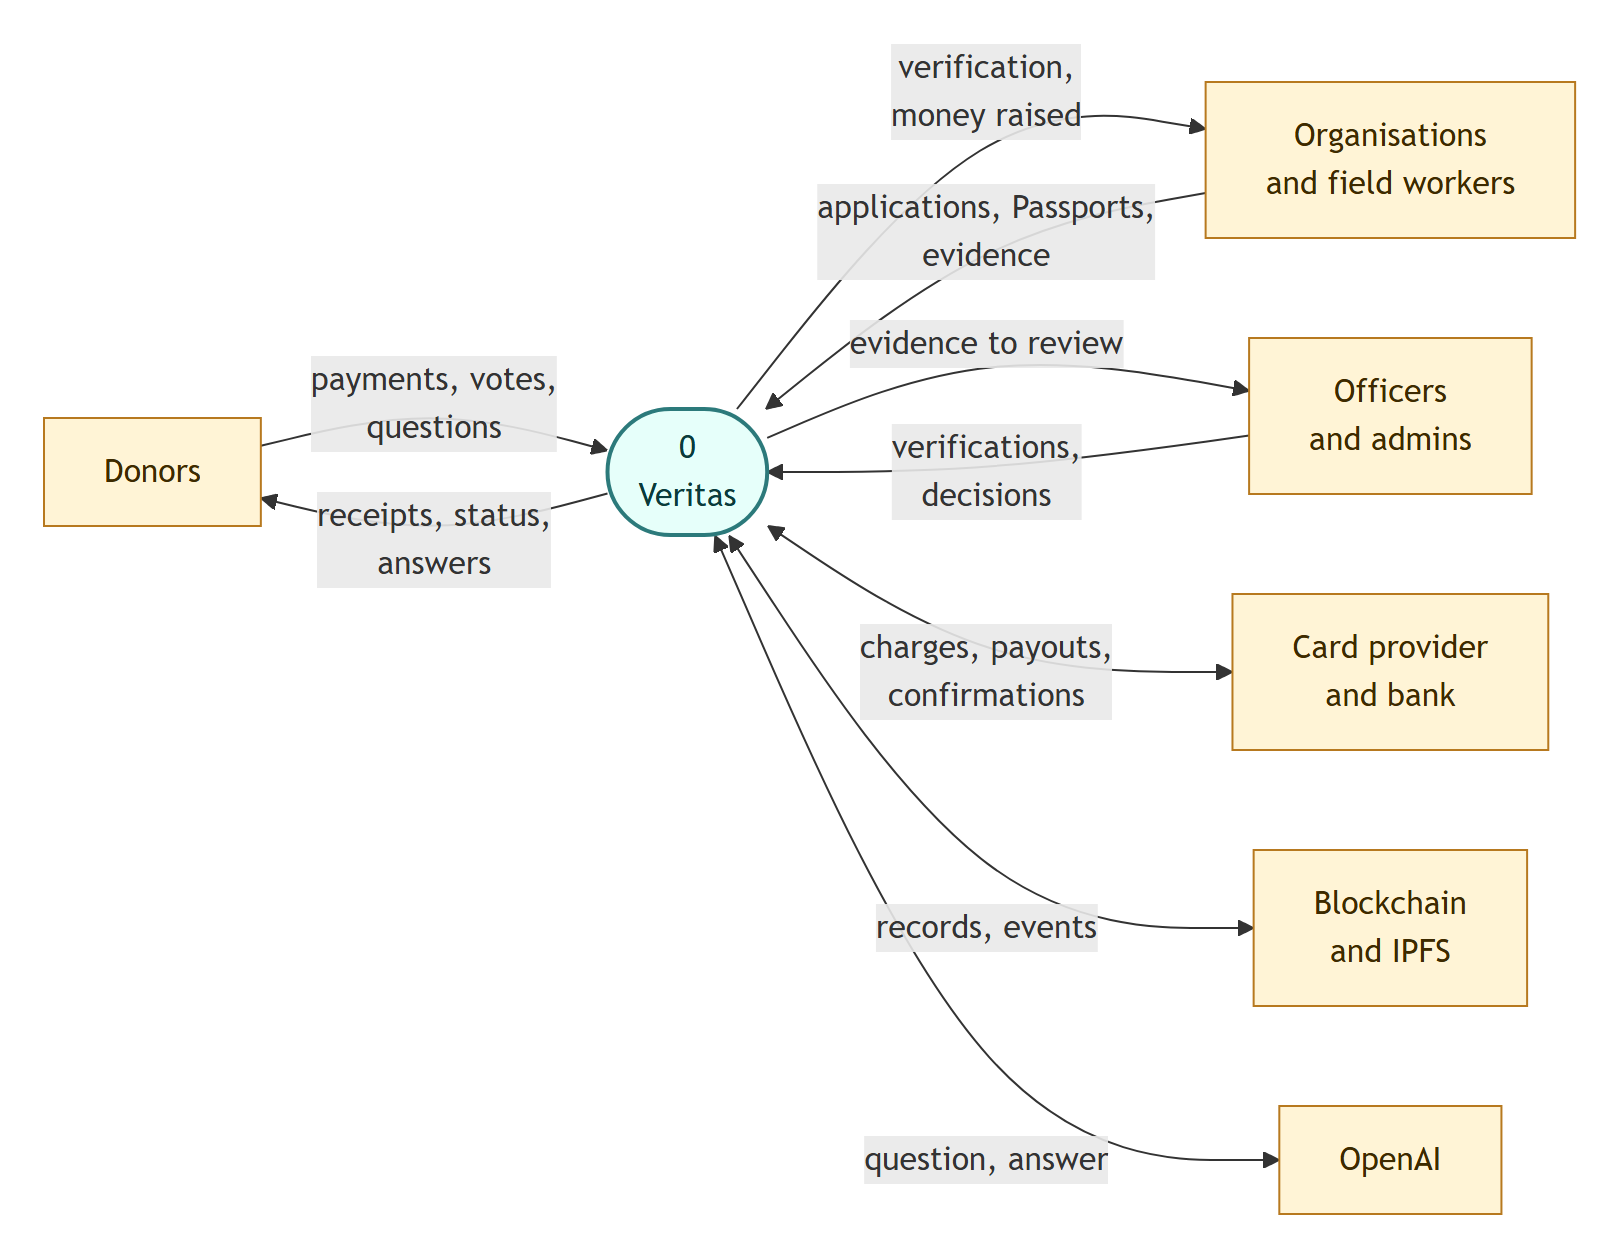 verification,
money raised
Organisations
and field workers
applications, Passports,
evidence
evidence to review
Officers
and admins
payments, votes,
questions
Donors
0
Veritas
verifications,
decisions
receipts, status,
answers
charges, payouts,
confirmations
Card provider
and bank
records, events
Blockchain
and IPFS
question, answer
OpenAI